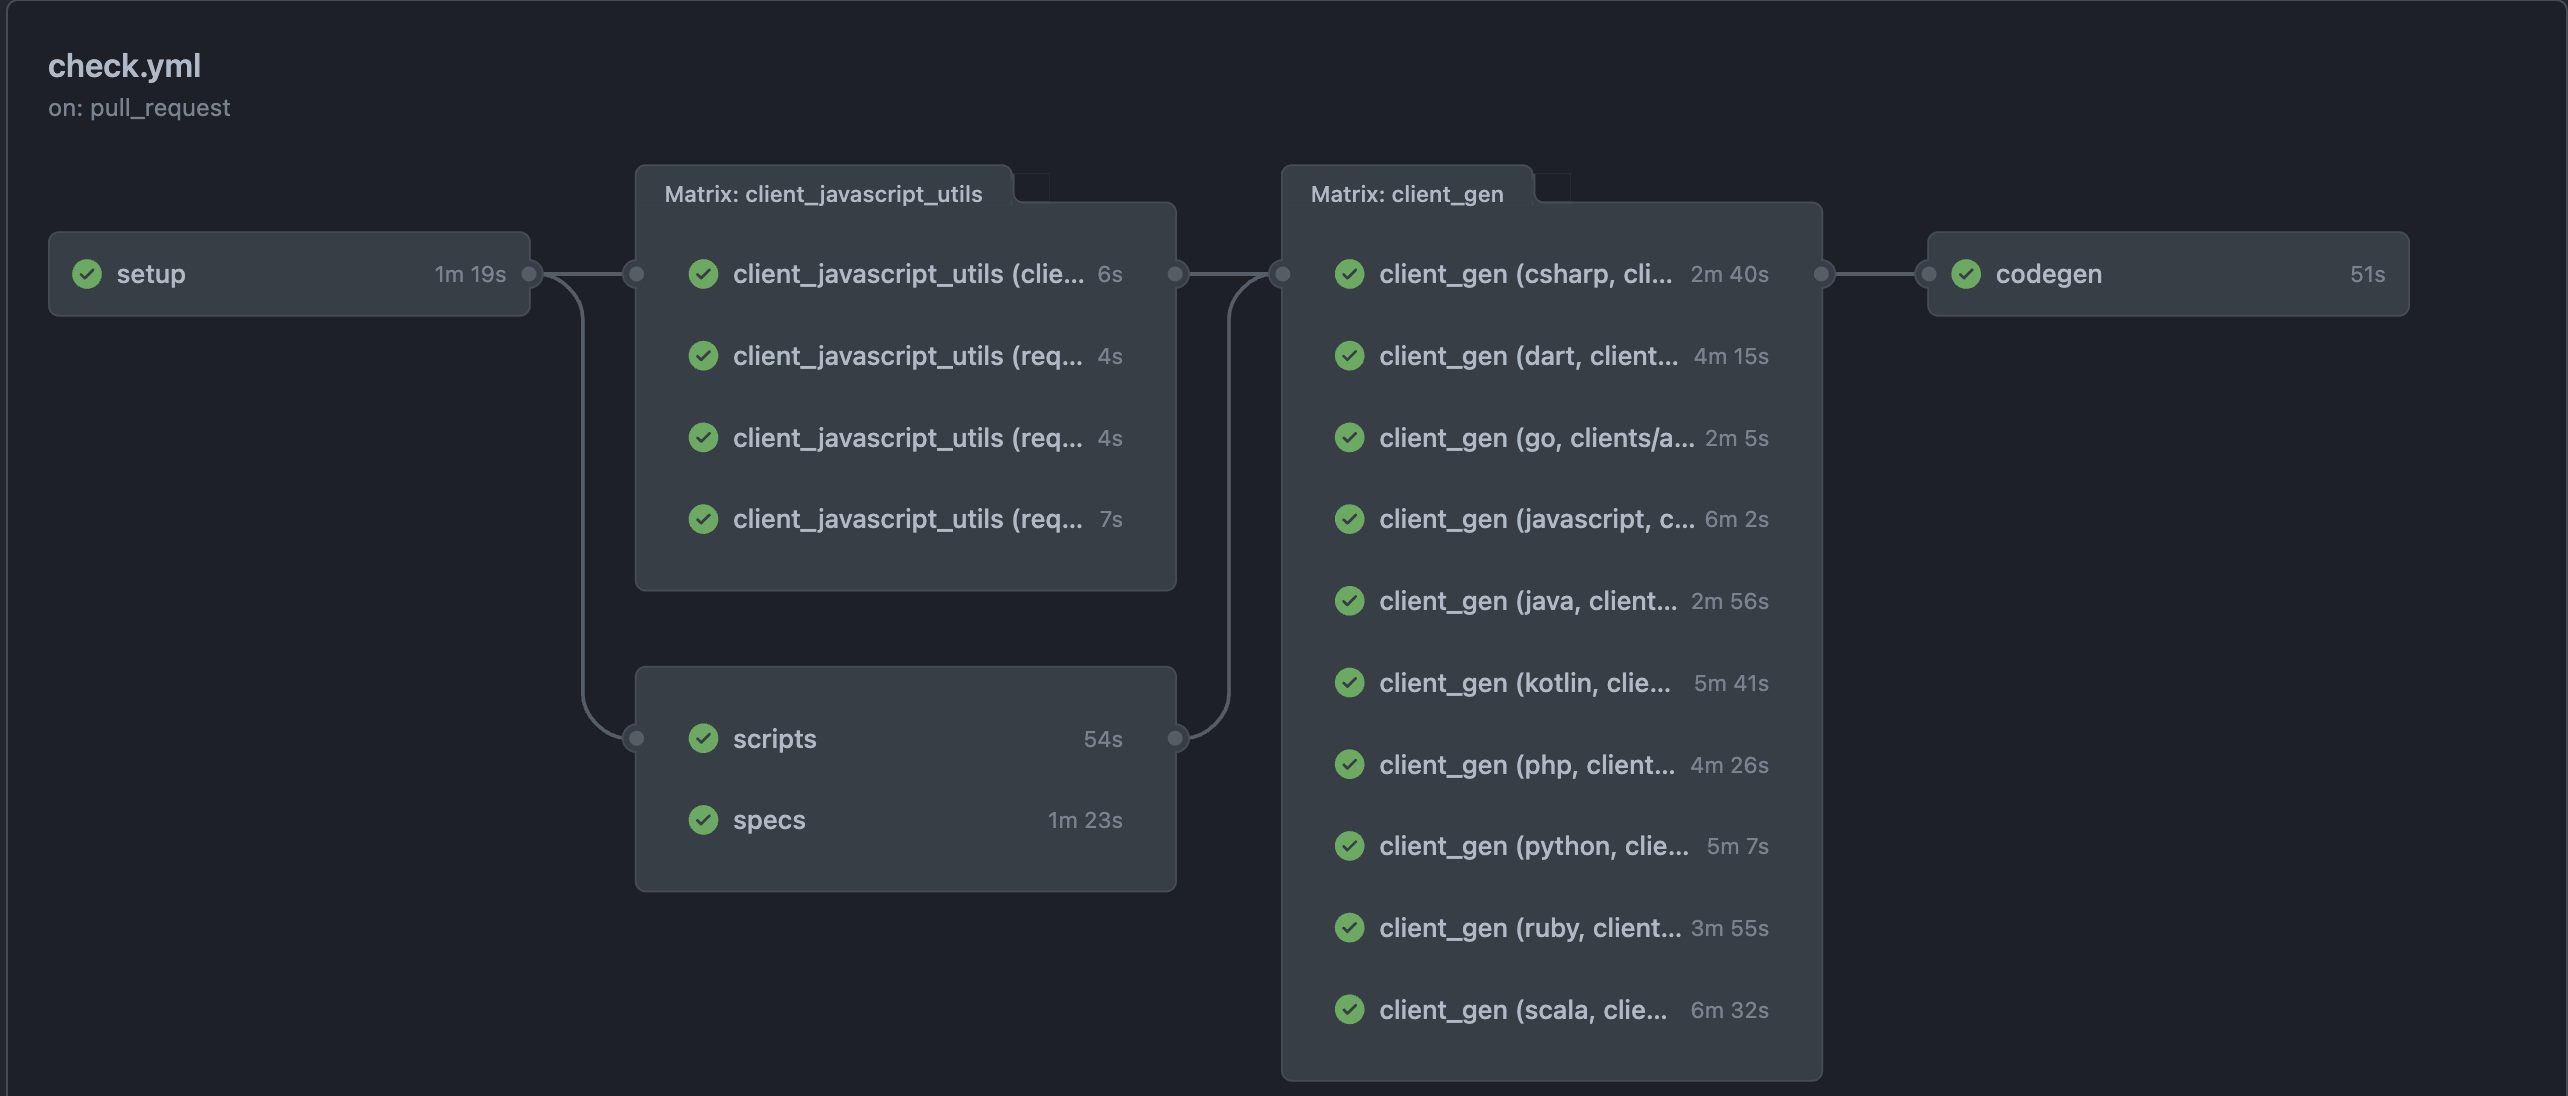 check.yml
on: pull_request
setup 1m 19s
Matrix: client_javascript_utils
client_javascript_utils (clie... 6s
client_javascript_utils (req... 4s
client_javascript_utils (req... 4s
client_javascript_utils (req... 7s
scripts 54s
specs 1m 23s
Matrix: client_gen
client_gen (csharp, cli... 2m 40s
client_gen (dart, client... 4m 15s
client_gen (go, clients/a... 2m 5s
client_gen (javascript, c... 6m 2s
client_gen (java, client... 2m 56s
client_gen (kotlin, clie... 5m 41s
client_gen (php, client... 4m 26s
client_gen (python, clie... 5m 7s
client_gen (ruby, client... 3m 55s
client_gen (scala, clie... 6m 32s
codegen 51s